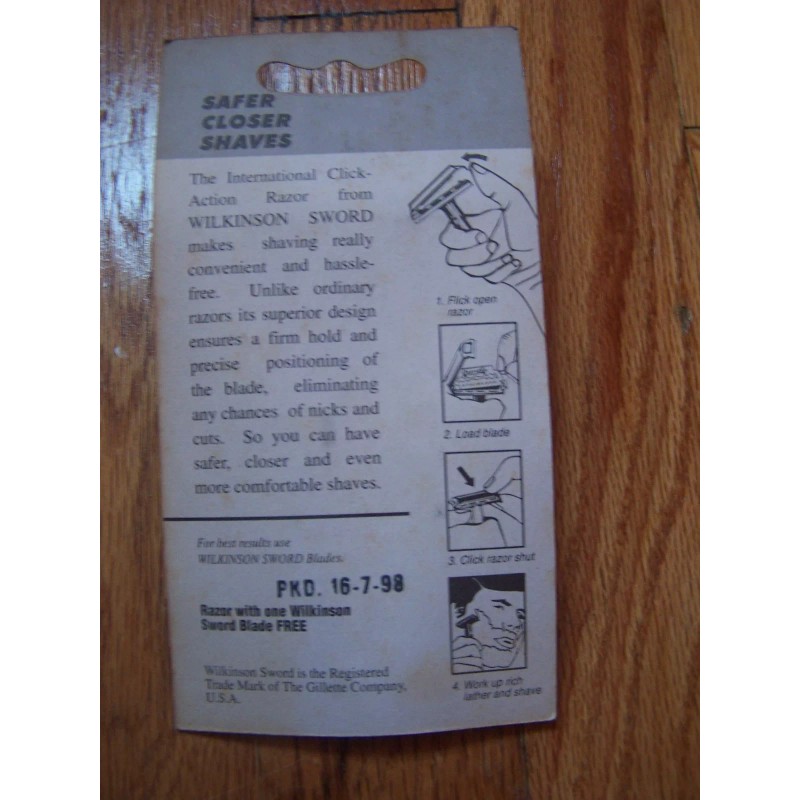 SAFER
CLOSER
SHAVES
The International Click-
Action Razor from
WILKINSON SWORD
makes shaving really
convenient and hassle-
free. Unlike ordinary
razors its superior design
ensures a firm hold and
precise positioning of
the blade, eliminating
any chances of nicks and
cuts. So you can have
safer, closer and even
more comfortable shaves.
For best results use
WILKINSON SWORD Blades.
PKD. 16-7-98
Razor with one Wilkinson
Sword Blade FREE
Wilkinson Sword is the Registered
Trade Mark of The Gillette Company,
U.S.A.
1. Flick open
razor
2. Load blade
3. Click razor shut
4. Work up rich
lather and shave